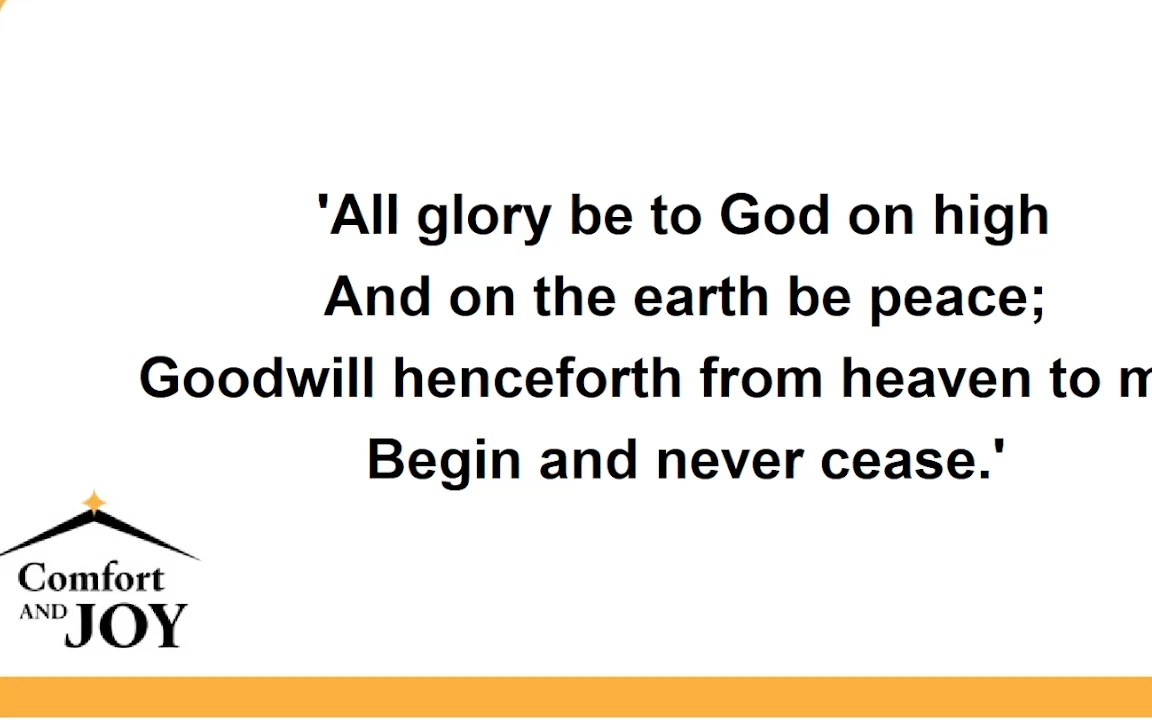 'All glory be to God on high
And on the earth be peace;
Goodwill henceforth from heaven to
Begin and never cease.'
Comfort
AND JOY